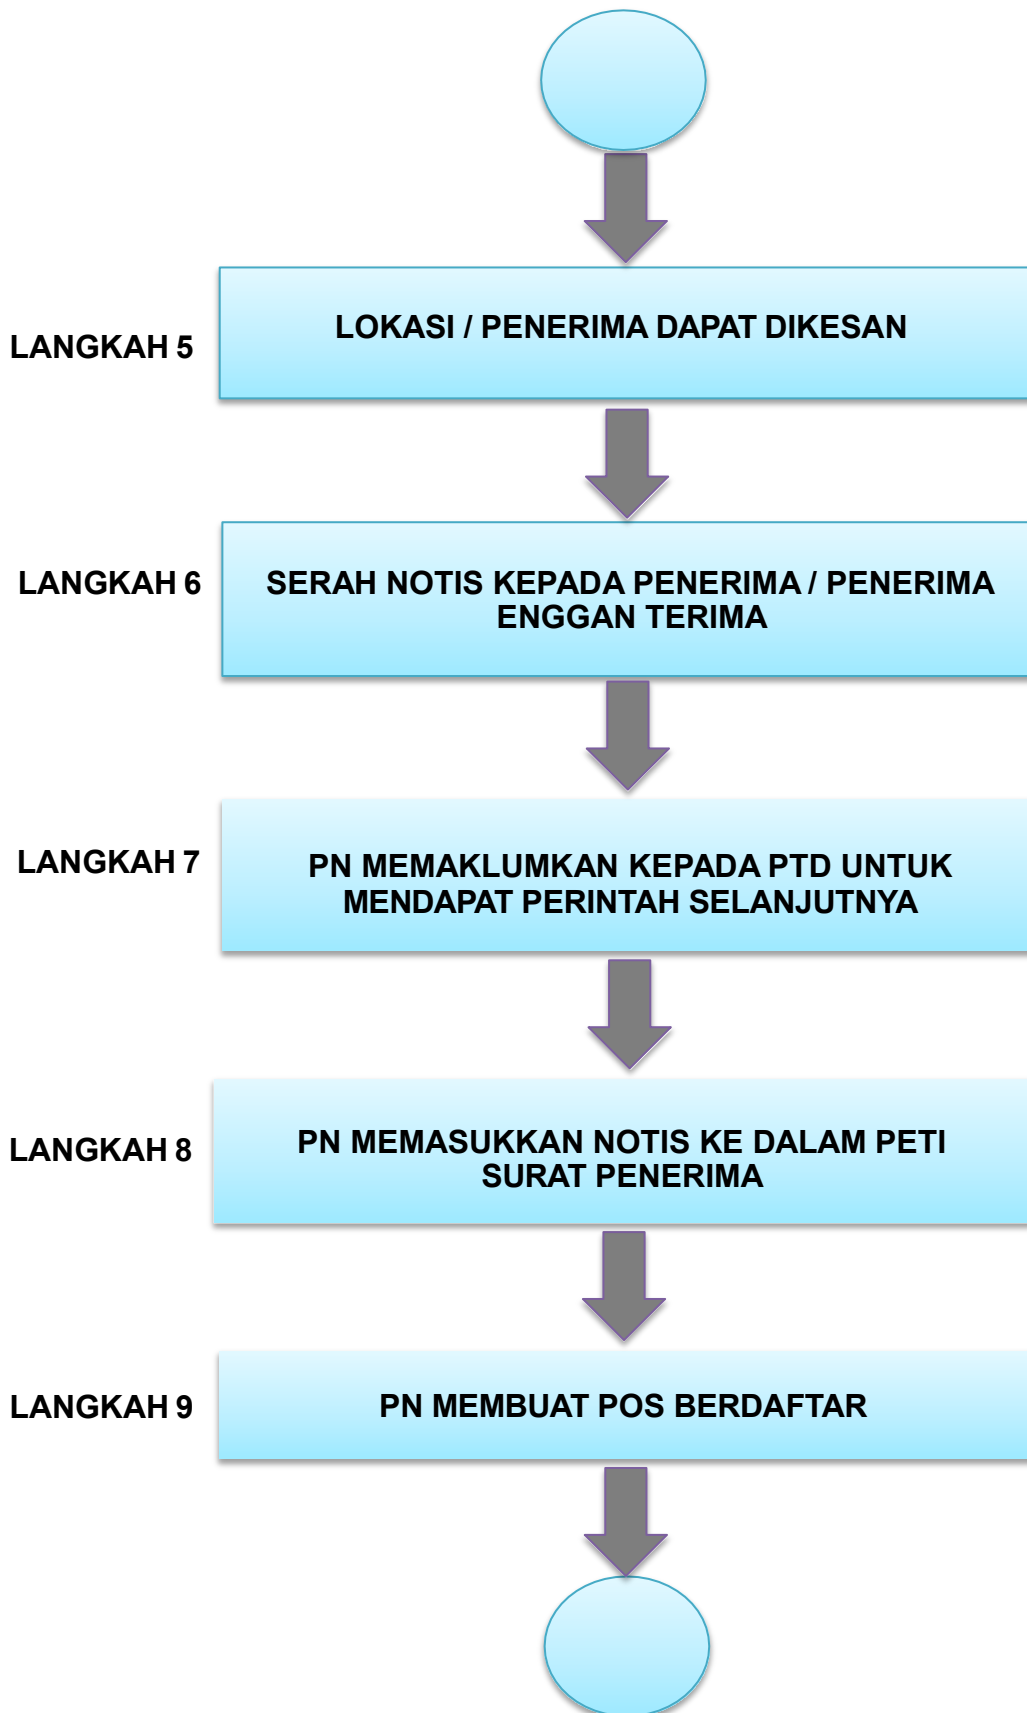 LANGKAH 5
LOKASI / PENERIMA DAPAT DIKESAN
LANGKAH 6
SERAH NOTIS KEPADA PENERIMA / PENERIMA
ENGGAN TERIMA
LANGKAH 7
PN MEMAKLUMKAN KEPADA PTD UNTUK
MENDAPAT PERINTAH SELANJUTNYA
LANGKAH 8
PN MEMASUKKAN NOTIS KE DALAM PETI
SURAT PENERIMA
LANGKAH 9
PN MEMBUAT POS BERDAFTAR